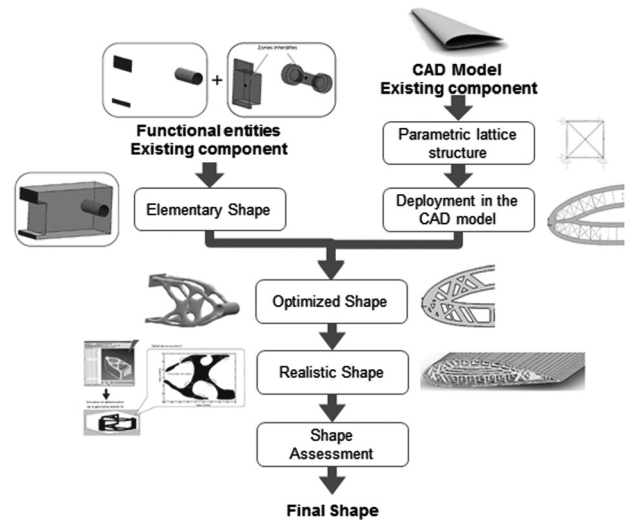 Zones interdites
+
CAD Model
Existing component
Functional entities
Existing component
Parametric lattice
structure
Elementary Shape
Deployment in the
CAD model
Optimized Shape
Realistic Shape
Shape
Assessment
Final Shape